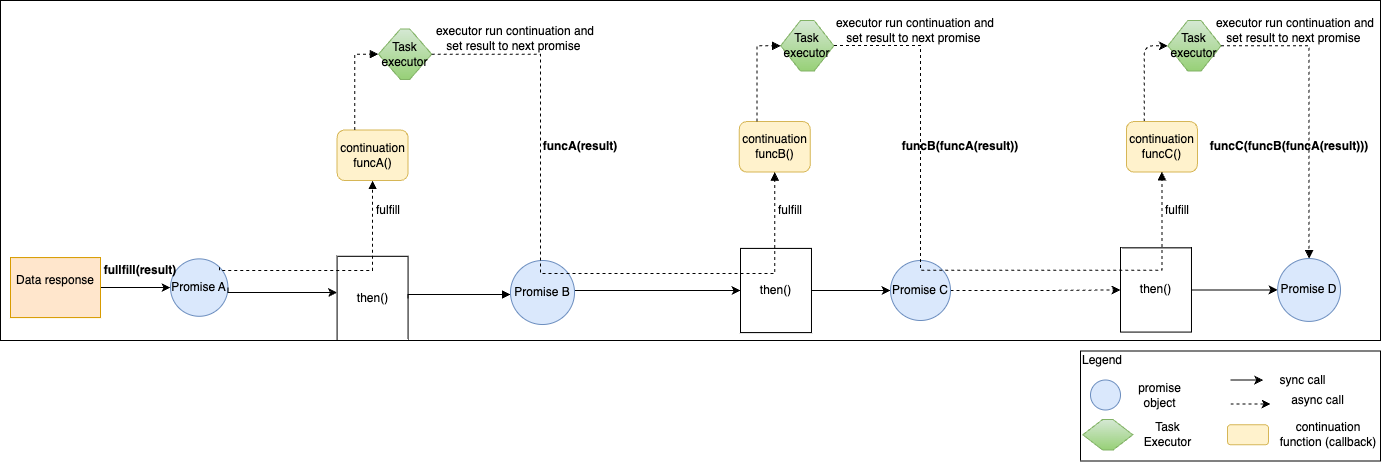 executor run continuation and
set result to next promise
Task
executor
executor run continuation and
set result to next promise
Task
executor
executor run continuation and
set result to next promise
Task
executor
continuation
funcA()
funcA(result)
continuation
funcB()
funcB(funcA(result))
continuation
funcC()
funcC(funcB(funcA(result)))
fulfill
fulfill
fulfill
Data response
fullfill(result)
Promise A
then()
Promise B
then()
Promise C
then()
Promise D
Legend
promise
object
sync call
async call
Task
Executor
continuation
function (callback)